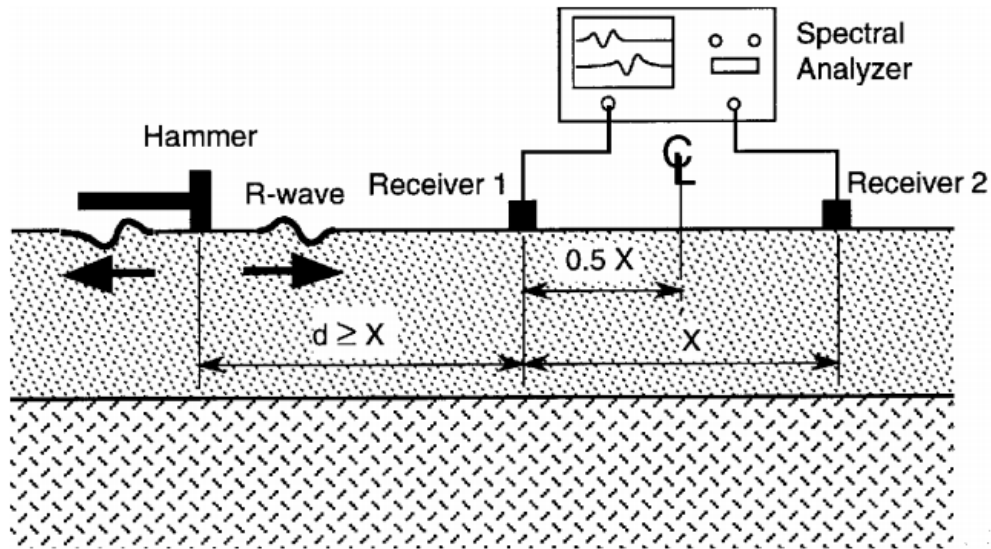 Spectral
Analyzer
Hammer
R-wave
Receiver 1
℄
Receiver 2
0.5 X
d ≥ X
X